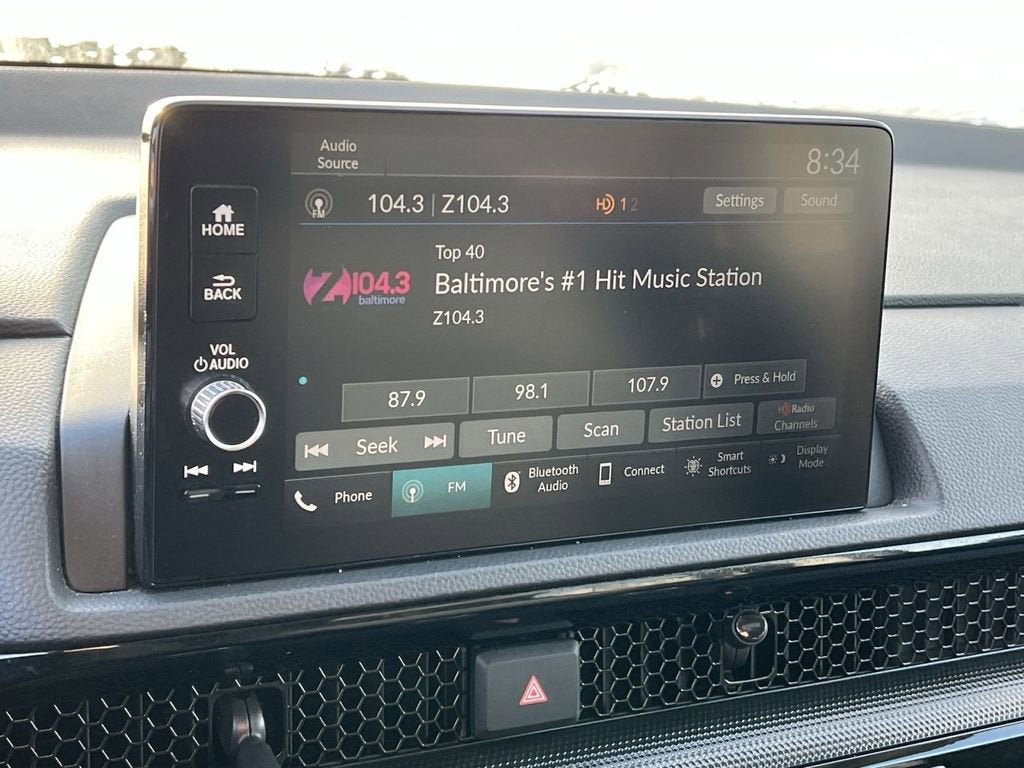 Audio
Source
8:34
FM
104.3 | Z104.3
HD 1 2
Settings
Sound
HOME
BACK
VOL
AUDIO
Z104.3
baltimore
Top 40
Baltimore's #1 Hit Music Station
Z104.3
87.9
98.1
107.9
Press & Hold
Seek
Tune
Scan
Station List
HD Radio
Channels
Phone
FM
Bluetooth
Audio
Connect
Smart
Shortcuts
Display
Mode